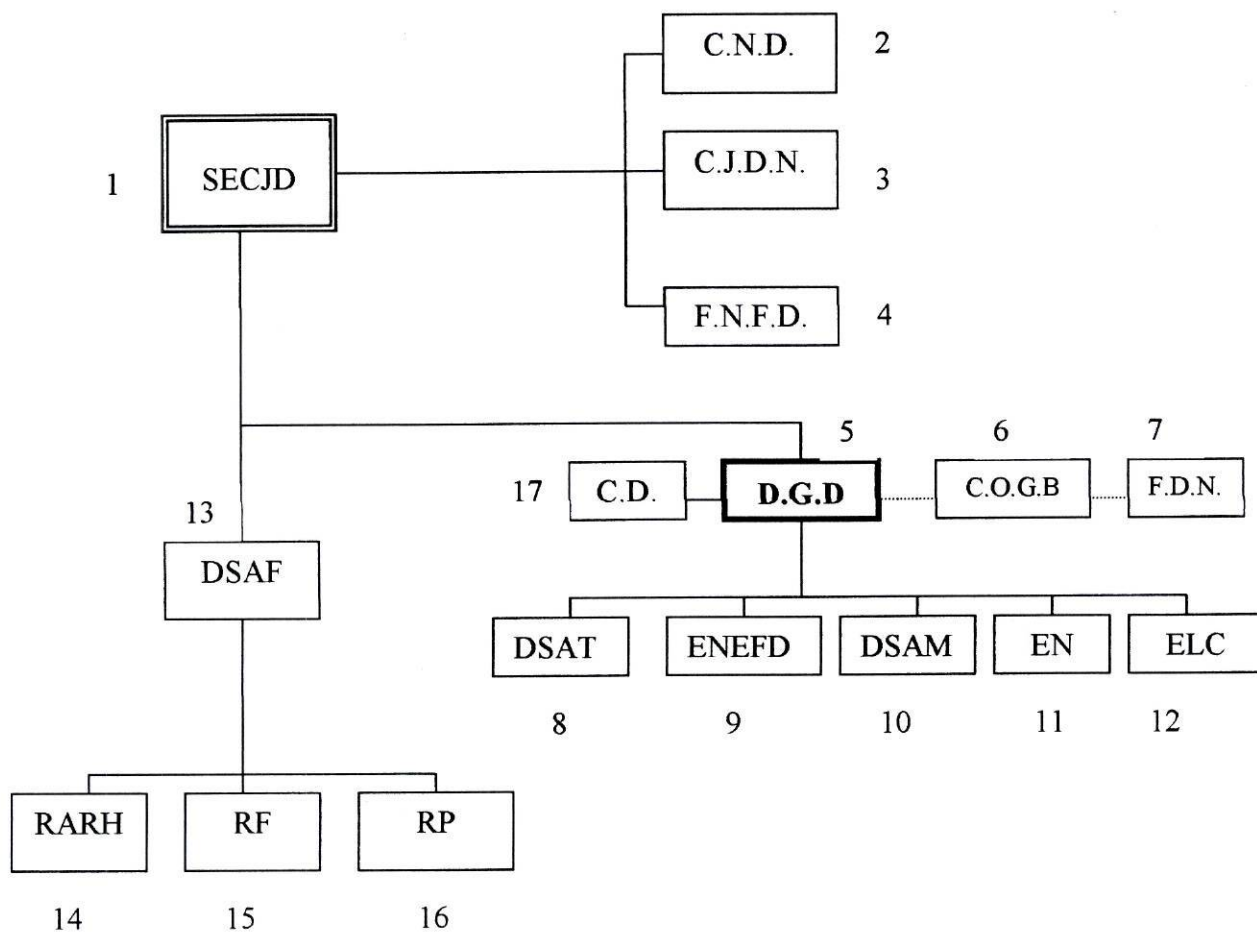 C.N.D. 2
1 SECJD
C.J.D.N. 3
F.N.F.D. 4
5 6 7
17 C.D. D.G.D C.O.G.B F.D.N.
13
DSAF
DSAT ENEFD DSAM EN ELC
8 9 10 11 12
RARH RF RP
14 15 16